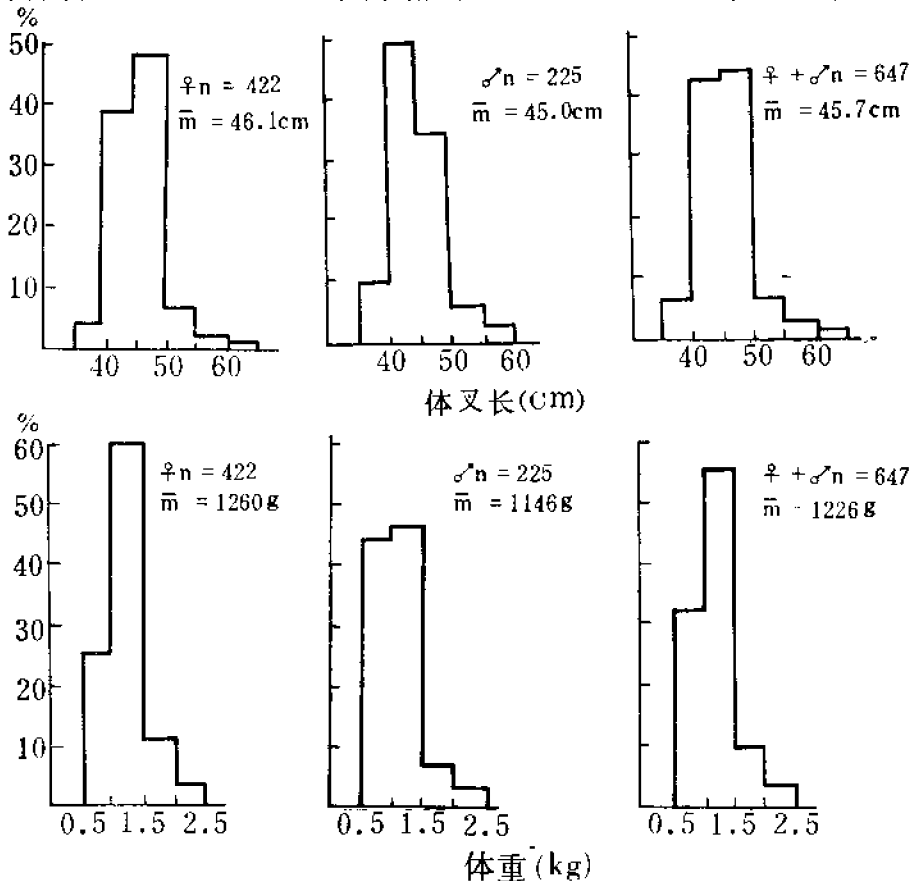 %
50
40
30
20
10
♀n = 422
m̄ = 46.1cm
♂n = 225
m̄ = 45.0cm
♀ + ♂n = 647
m̄ = 45.7cm
40 50 60
40 50 60
40 50 60
体叉长(Cm)
%
60
50
40
30
20
10
♀n = 422
m̄ = 1260g
♂n = 225
m̄ = 1146g
♀ + ♂n = 647
m̄ - 1226g
0.5 1.5 2.5
0.5 1.5 2.5
0.5 1.5 2.5
体重(kg)